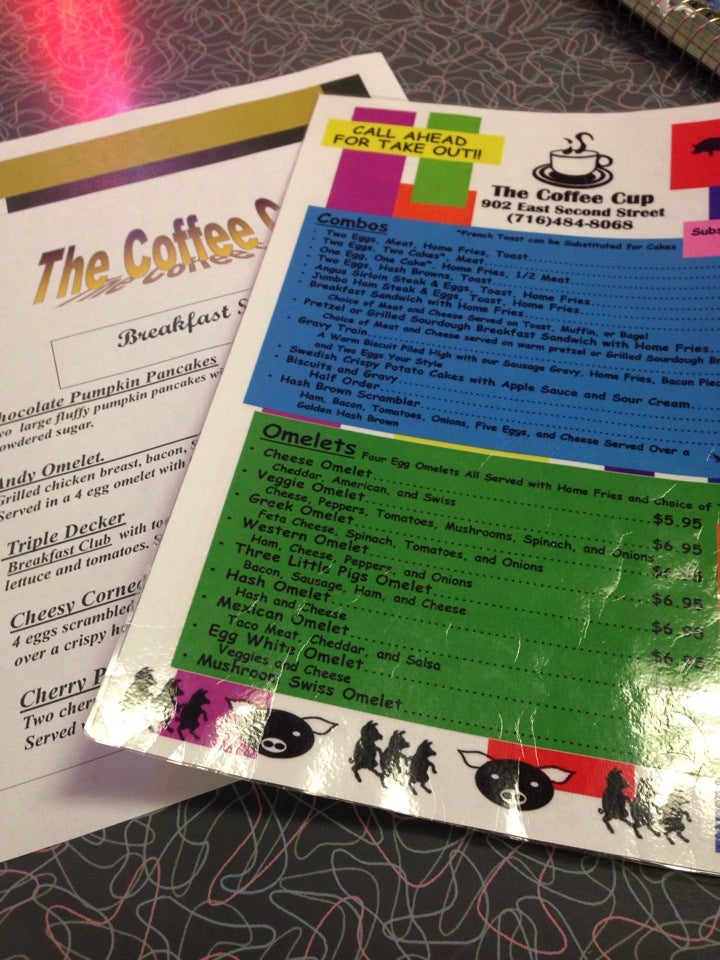 The Coffee
The Coffee
Breakfast
Chocolate Pumpkin Pancakes
large fluffy pumpkin pancakes
powdered sugar.
Andy Omelet.
Grilled chicken breast, bacon,
Served in a 4 egg omelet with
Triple Decker
Breakfast Club with
lettuce and tomatoes.
Cheesy Corned
4 eggs scrambled
over a crispy
Cherry
Two
Served
CALL AHEAD
FOR TAKE OUT!!
The Coffee Cup
902 East Second Street
(716)484-8068
Combos
*French Toast can be Substituted for Cakes
· Two Eggs, Meat, Home Fries, Toast
· Two Eggs, Two Cakes*, Meat
· One Egg, One Cake*, Home Fries, 1/2 Meat
· Two Eggs, Hash Browns, Toast
· Angus Sirloin Steak & Eggs, Toast, Home Fries
· Jumbo Ham Steak & Eggs, Toast, Home Fries
· Breakfast Sandwich with Home Fries
Choice of Meat and Cheese Served on Toast, Muffin, or Bagel
· Pretzel or Grilled Sourdough Breakfast Sandwich with Home Fries
Choice of Meat and Cheese served on warm pretzel or Grilled Sourdough
· Gravy Train
A Warm Biscuit Piled High with our Sausage Gravy, Home Fries, Bacon
and Two Eggs Your Style
· Swedish Crispy Potato Cakes with Apple Sauce and Sour Cream
· Biscuits and Gravy
Half Order
· Hash Brown Scrambler
Ham, Bacon, Tomatoes, Onions, Five Eggs, and Cheese Served Over a
Golden Hash Brown
Omelets Four Egg Omelets All Served with Home Fries and Choice of
· Cheese Omelet $5.95
Cheddar, American, and Swiss
· Veggie Omelet $6.95
Cheese, Peppers, Tomatoes, Mushrooms, Spinach, and Onions
· Greek Omelet
Feta Cheese, Spinach, Tomatoes, and Onions
· Western Omelet $6.95
Ham, Cheese, Peppers, and Onions
· Three Little Pigs Omelet
Bacon, Sausage, Ham, and Cheese
· Hash Omelet
Hash and Cheese
· Mexican Omelet
Taco Meat, Cheddar, and Salsa
· Egg White Omelet
Veggies and Cheese
· Mushroom Swiss Omelet